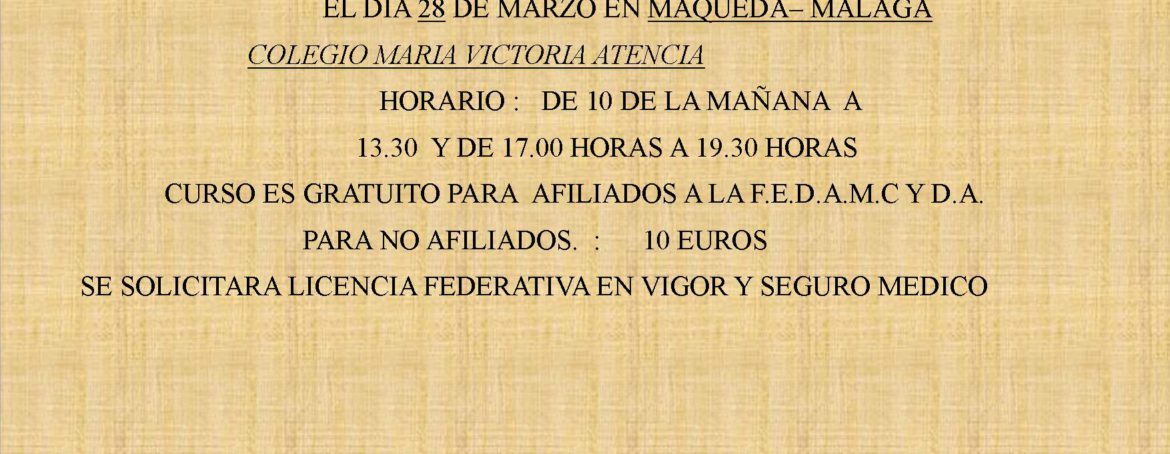 EL DIA 28 DE MARZO EN MAQUEDA– MALAGA
COLEGIO MARIA VICTORIA ATENCIA
HORARIO : DE 10 DE LA MAÑANA A
13.30 Y DE 17.00 HORAS A 19.30 HORAS
CURSO ES GRATUITO PARA AFILIADOS A LA F.E.D.A.M.C Y D.A.
PARA NO AFILIADOS. : 10 EUROS
SE SOLICITARA LICENCIA FEDERATIVA EN VIGOR Y SEGURO MEDICO